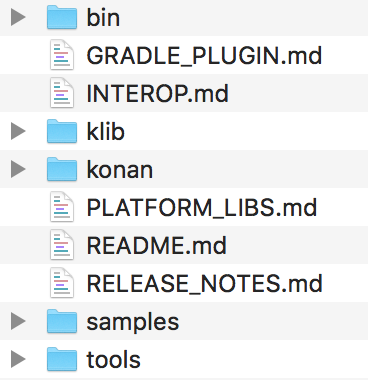 bin
GRADLE_PLUGIN.md
INTEROP.md
klib
konan
PLATFORM_LIBS.md
README.md
RELEASE_NOTES.md
samples
tools